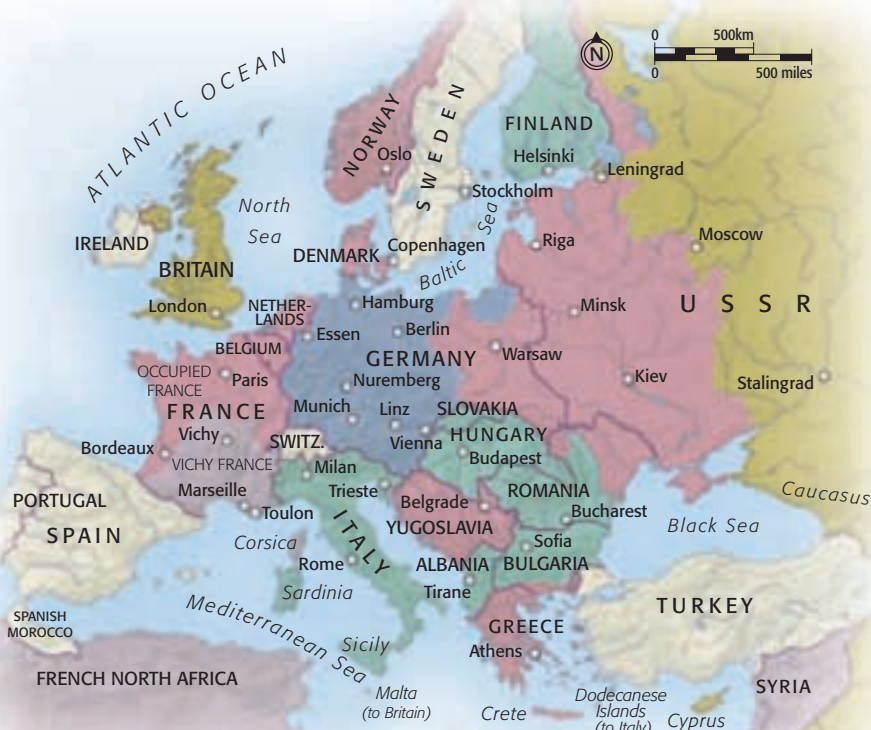 0 500km
0 500 miles
N
ATLANTIC OCEAN
NORWAY
Oslo
SWEDEN
FINLAND
Helsinki
Leningrad
Stockholm
North
Sea
IRELAND
BRITAIN
London
DENMARK
Copenhagen
Baltic
Sea
Riga
Moscow
USSR
Minsk
NETHER-
LANDS
Hamburg
Essen
Berlin
BELGIUM
GERMANY
Warsaw
Kiev
Stalingrad
OCCUPIED
FRANCE
Paris
Nuremberg
FRANCE
Munich
Linz
SLOVAKIA
Vichy
SWITZ.
Vienna
HUNGARY
Budapest
Bordeaux
VICHY FRANCE
Milan
Marseille
Trieste
Belgrade
ROMANIA
Bucharest
Caucasus
PORTUGAL
SPAIN
Toulon
ITALY
YUGOSLAVIA
Black Sea
Corsica
Sofia
Rome
ALBANIA
BULGARIA
Sardinia
Tirane
TURKEY
SPANISH
MOROCCO
Mediterranean Sea
Sicily
GREECE
Athens
FRENCH NORTH AFRICA
SYRIA
Malta
(to Britain)
Crete
Dodecanese
Islands
(to Italy)
Cyprus